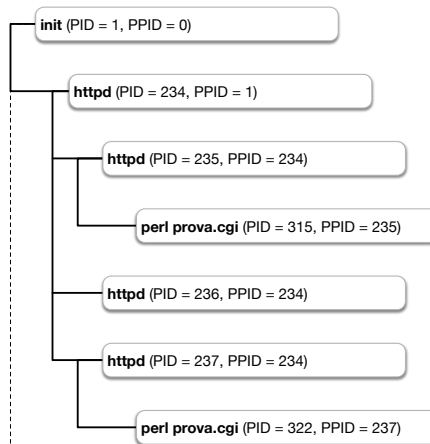 init (PID = 1, PPID = 0)
httpd (PID = 234, PPID = 1)
httpd (PID = 235, PPID = 234)
perl prova.cgi (PID = 315, PPID = 235)
httpd (PID = 236, PPID = 234)
httpd (PID = 237, PPID = 234)
perl prova.cgi (PID = 322, PPID = 237)